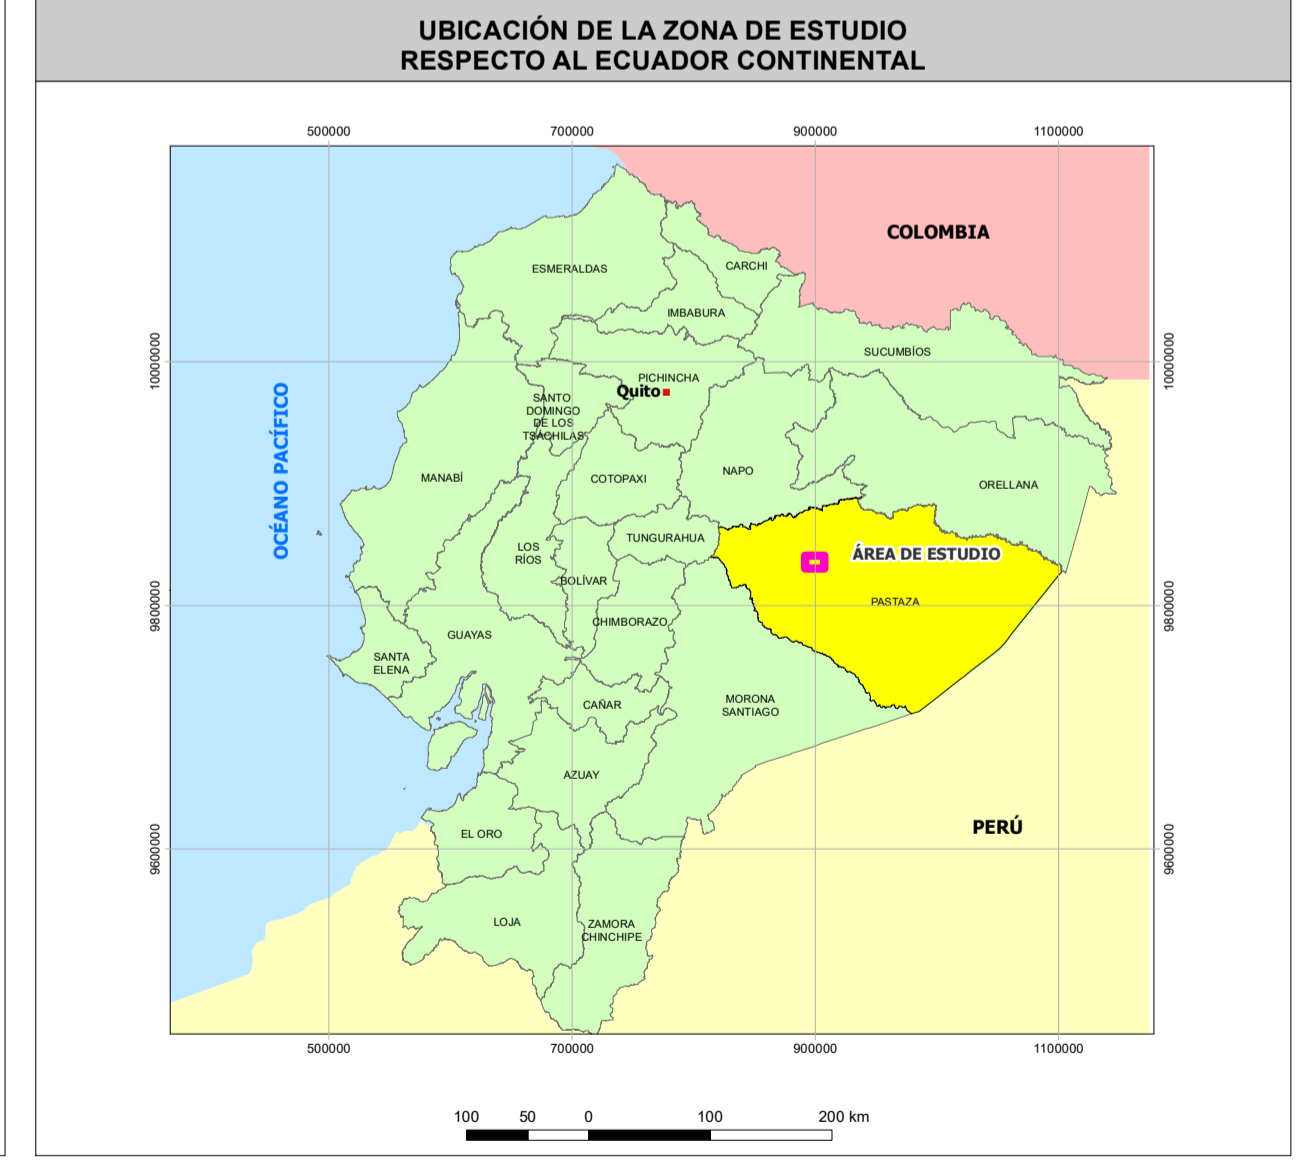 UBICACIÓN DE LA ZONA DE ESTUDIO
RESPECTO AL ECUADOR CONTINENTAL
500000
700000
900000
1100000
COLOMBIA
CARCHI
ESMERALDAS
IMBABURA
SUCUMBÍOS
10000000
10000000
PICHINCHA
Quito
SANTO
DOMINGO
DE LOS
TSÁCHILAS
OCÉANO PACÍFICO
MANABÍ
COTOPAXI
NAPO
ORELLANA
TUNGURAHUA
LOS
RÍOS
ÁREA DE ESTUDIO
BOLÍVAR
PASTAZA
9800000
9800000
CHIMBORAZO
GUAYAS
SANTA
ELENA
MORONA
SANTIAGO
CAÑAR
AZUAY
PERÚ
EL ORO
9600000
9600000
LOJA
ZAMORA
CHINCHIPE
500000
700000
900000
1100000
100
50
0
100
200 km